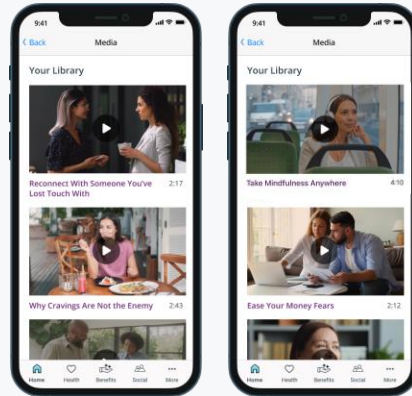 9:41
Back
Media
Your Library
Reconnect With Someone You've
Lost Touch With
2:17
Why Cravings Are Not the Enemy
2:43
Home
Health
Benefits
Social
More
9:41
Back
Media
Your Library
Take Mindfulness Anywhere
4:10
Ease Your Money Fears
2:12
Home
Health
Benefits
Social
More